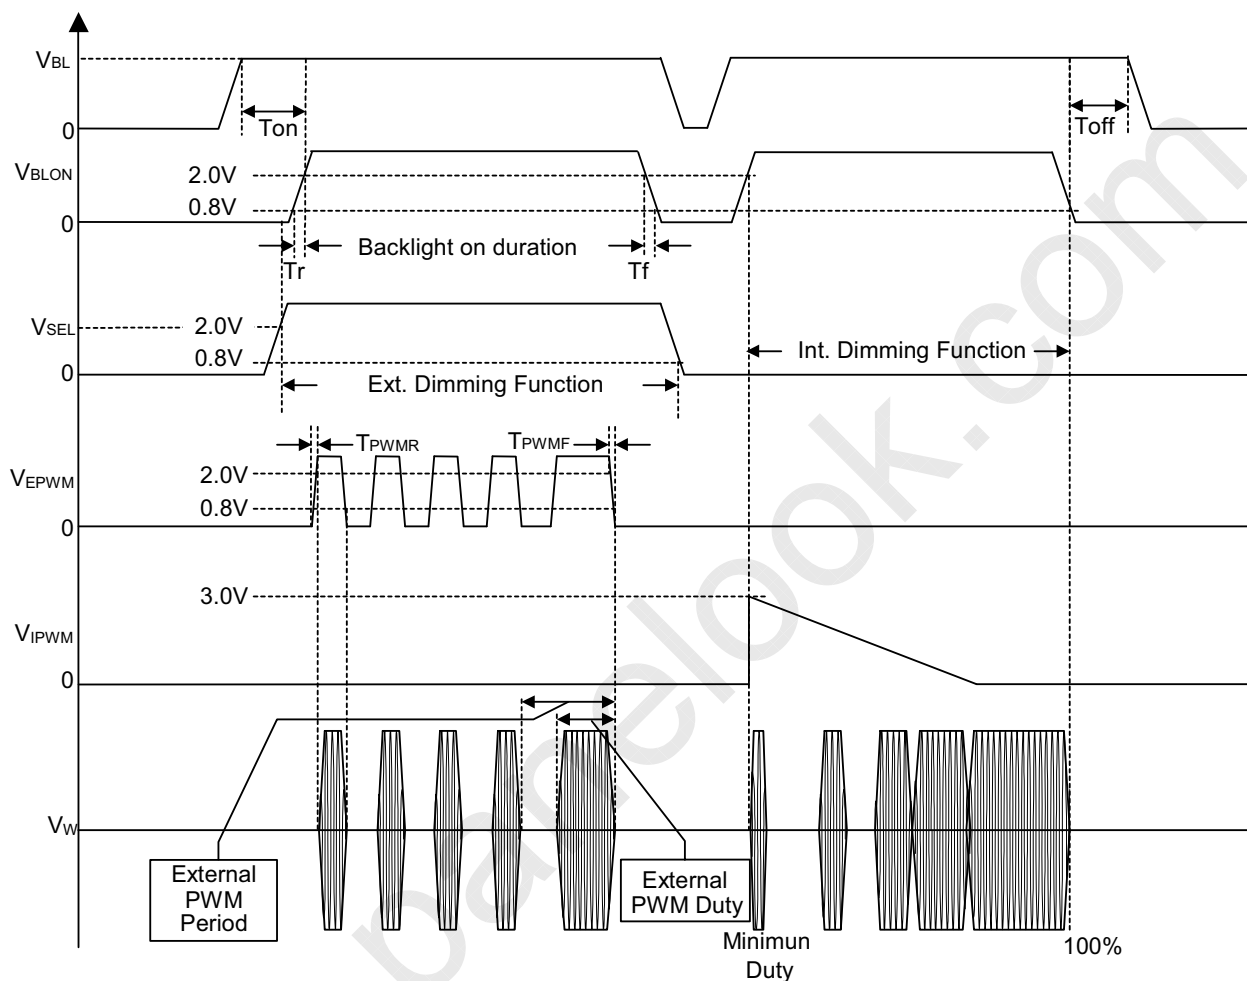 VBL
0
Ton
Toff
VBLON
2.0V
0.8V
0
Backlight on duration
Tr
Tf
VSEL
2.0V
0.8V
0
Int. Dimming Function
Ext. Dimming Function
TPWMR
TPWMF
VEPWM
2.0V
0.8V
0
3.0V
VIPWM
0
VW
External
PWM
Period
External
PWM Duty
Minimun
Duty
100%
panelook.com